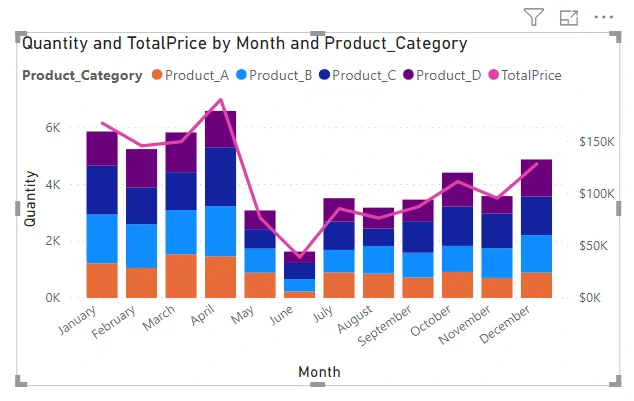 Quantity and TotalPrice by Month and Product_Category
Product_Category Product_A Product_B Product_C Product_D TotalPrice
6K
4K
2K
0K
Quantity
$150K
$100K
$50K
$0K
January
February
March
April
May
June
July
August
September
October
November
December
Month